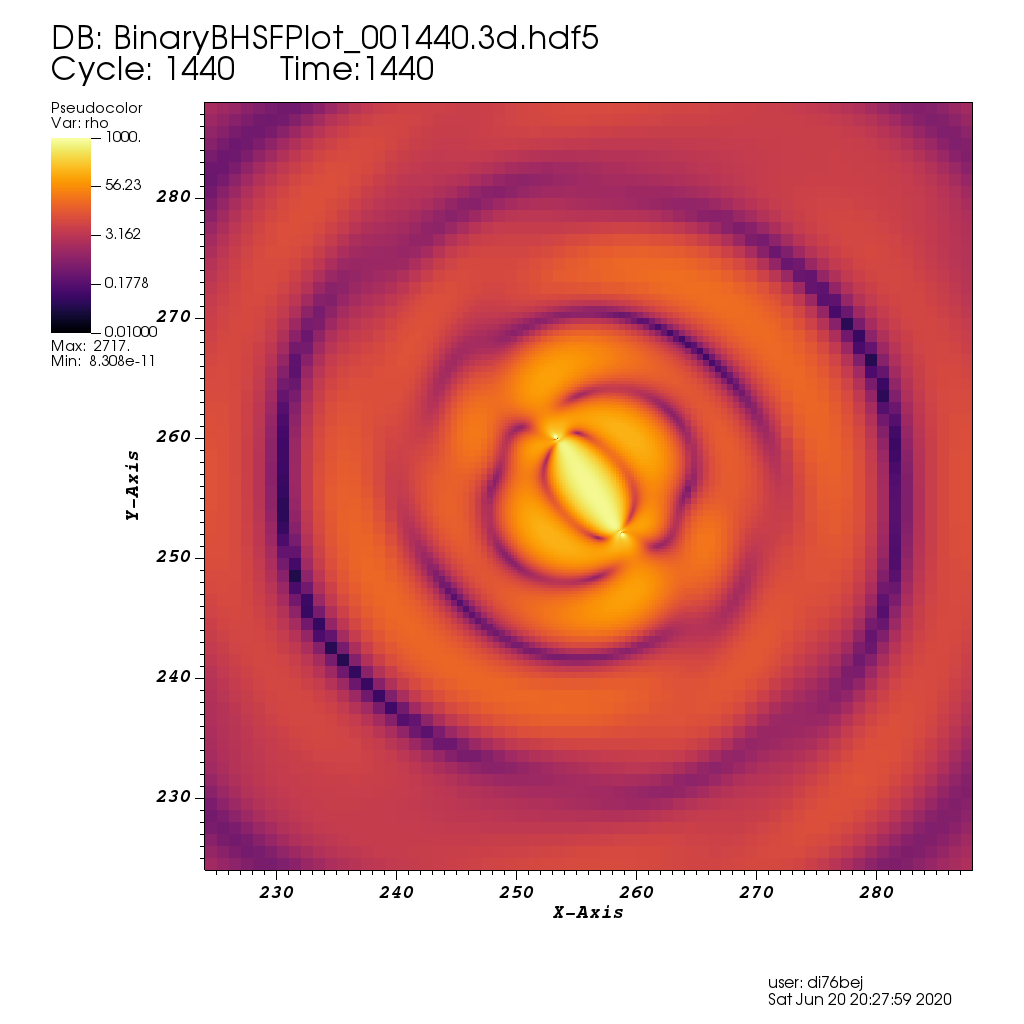 DB: BinaryBHSFPlot_001440.3d.hdf5
Cycle: 1440 Time:1440
Pseudocolor
Var: rho
1000.
56.23
3.162
0.1778
0.01000
Max: 2717.
Min: 8.308e-11
280
270
260
250
240
230
Y-Axis
230 240 250 260 270 280
X-Axis
user: di76bej
Sat Jun 20 20:27:59 2020